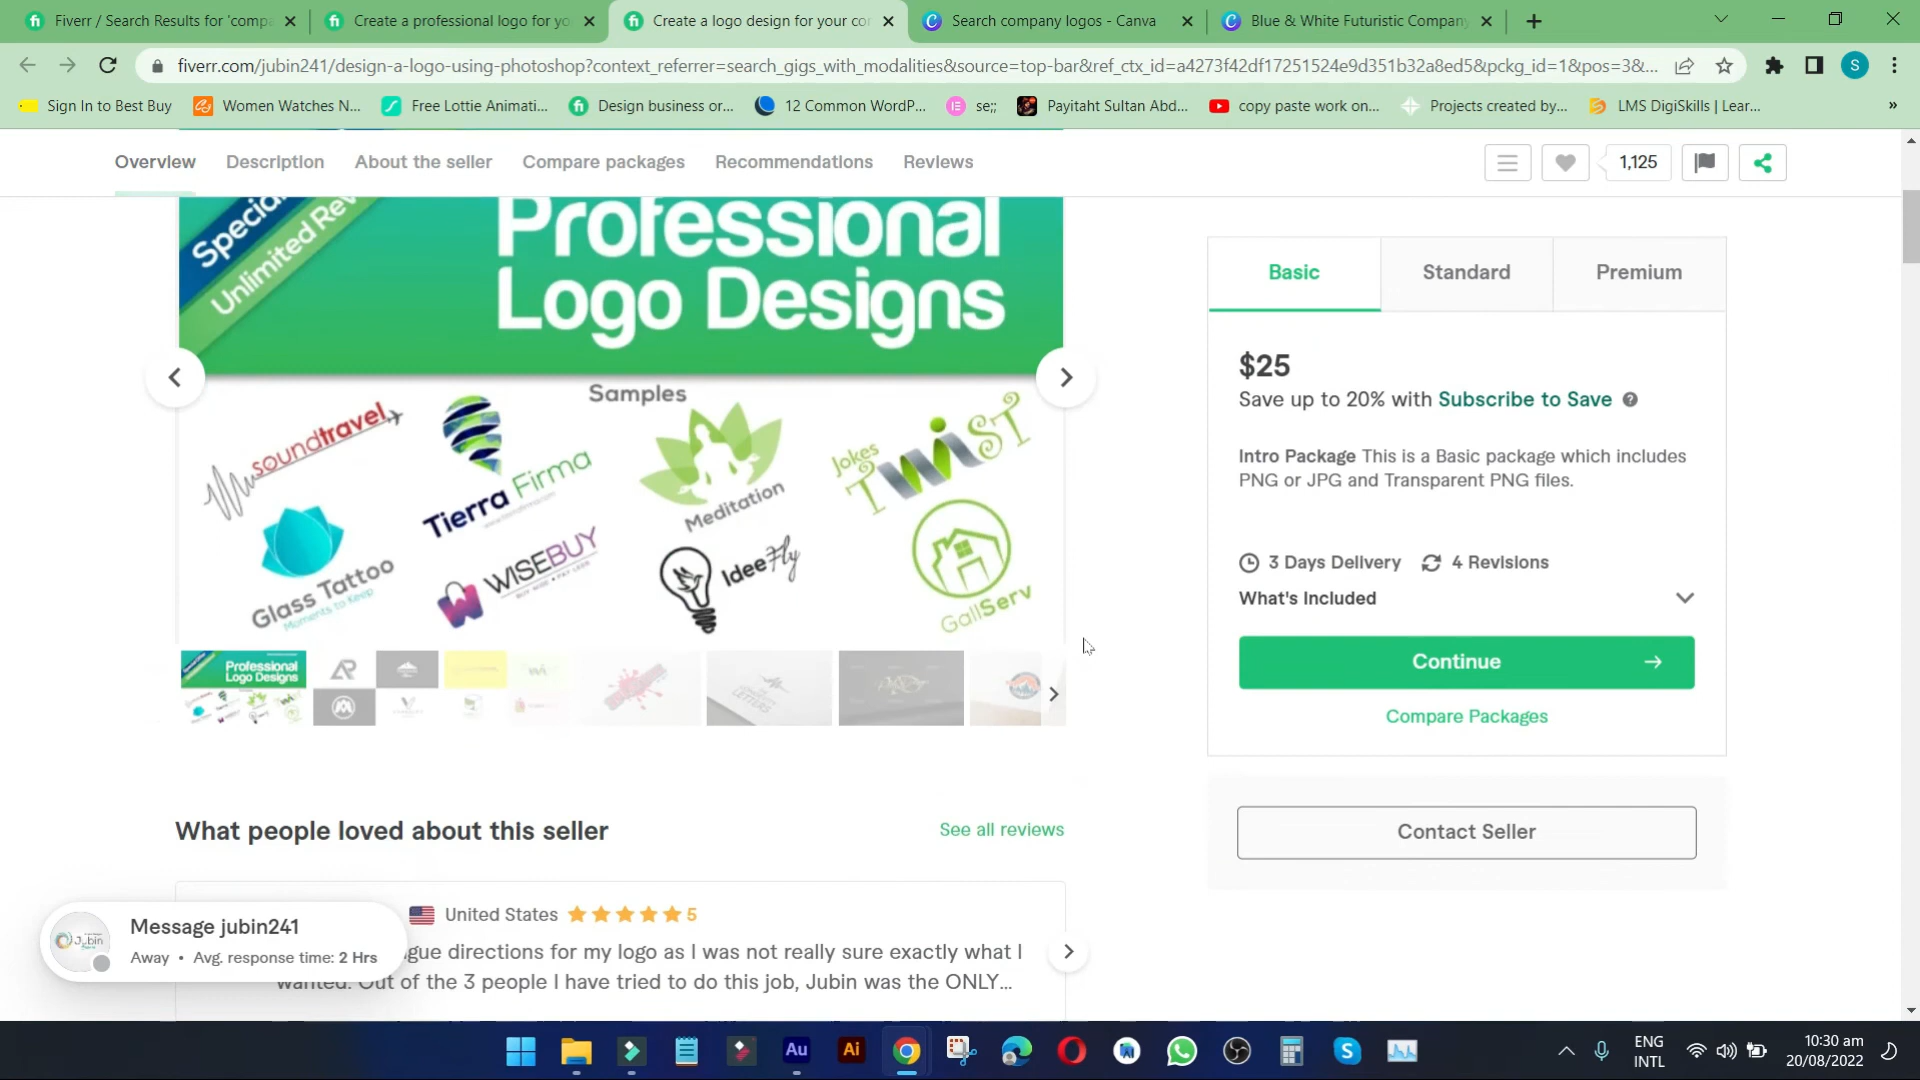 Fiverr / Search Results for 'compa
Create a professional logo for yo
Create a logo design for your cor
Search company logos - Canva
Blue & White Futuristic Company
fiverr.com/jubin241/design-a-logo-using-photoshop?context_referrer=search_gigs_with_modalities&source=top-bar&ref_ctx_id=a4273f42df17251524e9d351b32a8ed5&pckg_id=1&pos=3&...
S
Sign In to Best Buy
Women Watches N...
Free Lottie Animati...
Design business or...
12 Common WordP...
se;;
Payitaht Sultan Abd...
copy paste work on...
Projects created by...
LMS DigiSkills | Lear...
»
Overview
Description
About the seller
Compare packages
Recommendations
Reviews
1,125
Special
Unlimited Rev
Professional
Logo Designs
Samples
soundtravel
Tierra Firma
Meditation
Jokes
TWIST
Glass Tattoo
Moments to Keep
WISEBUY
IdeeFly
GallServ
Professional
Logo Designs
AR
Basic
Standard
Premium
$25
Save up to 20% with Subscribe to Save
Intro Package This is a Basic package which includes
PNG or JPG and Transparent PNG files.
3 Days Delivery
4 Revisions
What's Included
Continue
Compare Packages
Contact Seller
What people loved about this seller
See all reviews
United States
5
gue directions for my logo as I was not really sure exactly what I
wanted. Out of the 3 people I have tried to do this job, Jubin was the ONLY...
Message jubin241
Away • Avg. response time: 2 Hrs
Jubin
Au
Ai
ENG
INTL
10:30 am
20/08/2022